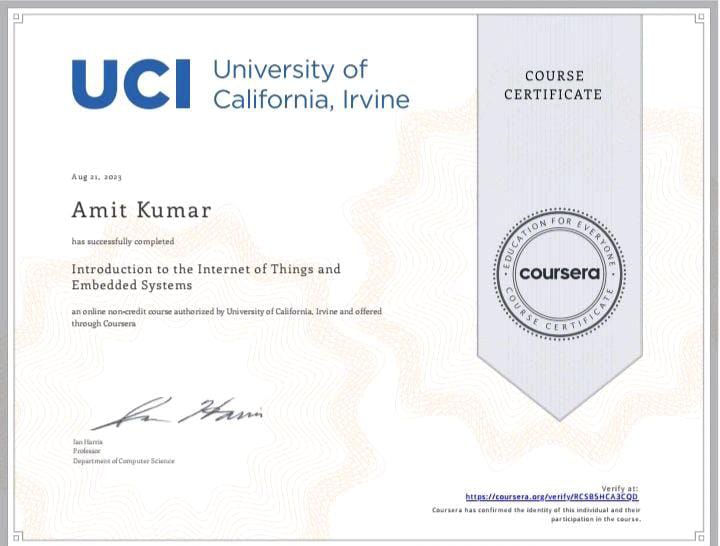 UCI University of
California, Irvine
COURSE
CERTIFICATE
Aug 21, 2023
Amit Kumar
has successfully completed
Introduction to the Internet of Things and
Embedded Systems
an online non-credit course authorized by University of California, Irvine and offered
through Coursera
EDUCATION FOR EVERYONE
coursera
COURSE CERTIFICATE
Ian Harris
Ian Harris
Professor
Department of Computer Science
Verify at:
https://coursera.org/verify/RCSB5HCA3CQD
Coursera has confirmed the identity of this individual and their
participation in the course.